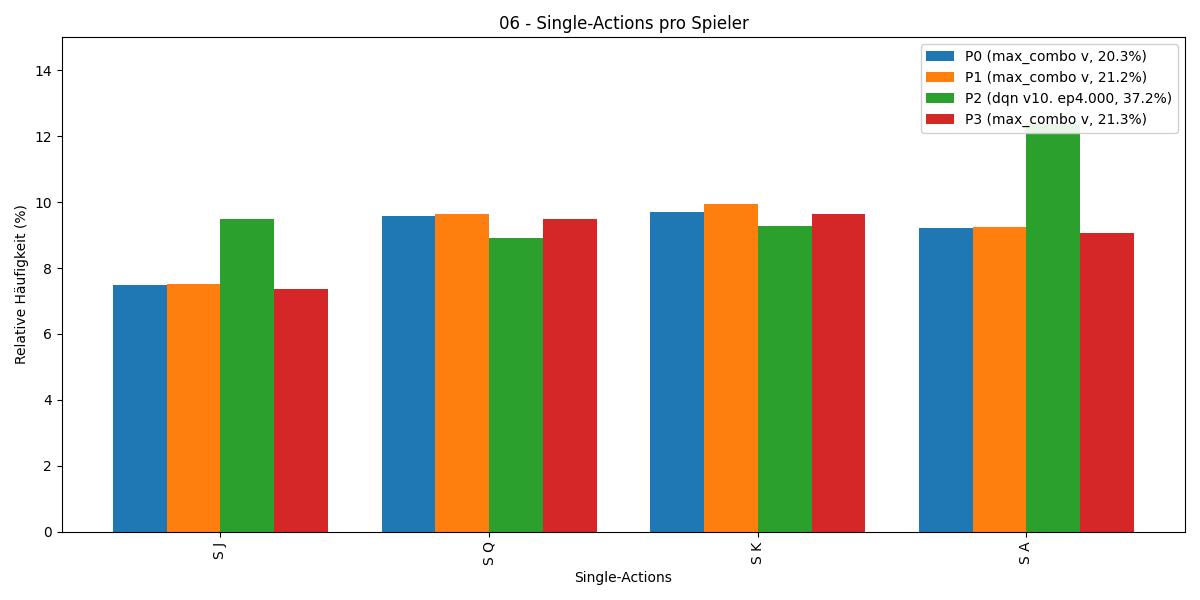 06 - Single-Actions pro Spieler
P0 (max_combo v, 20.3%)
P1 (max_combo v, 21.2%)
P2 (dqn v10. ep4.000, 37.2%)
P3 (max_combo v, 21.3%)
Relative Häufigkeit (%)
14
12
10
8
6
4
2
0
S J
S Q
S K
S A
Single-Actions